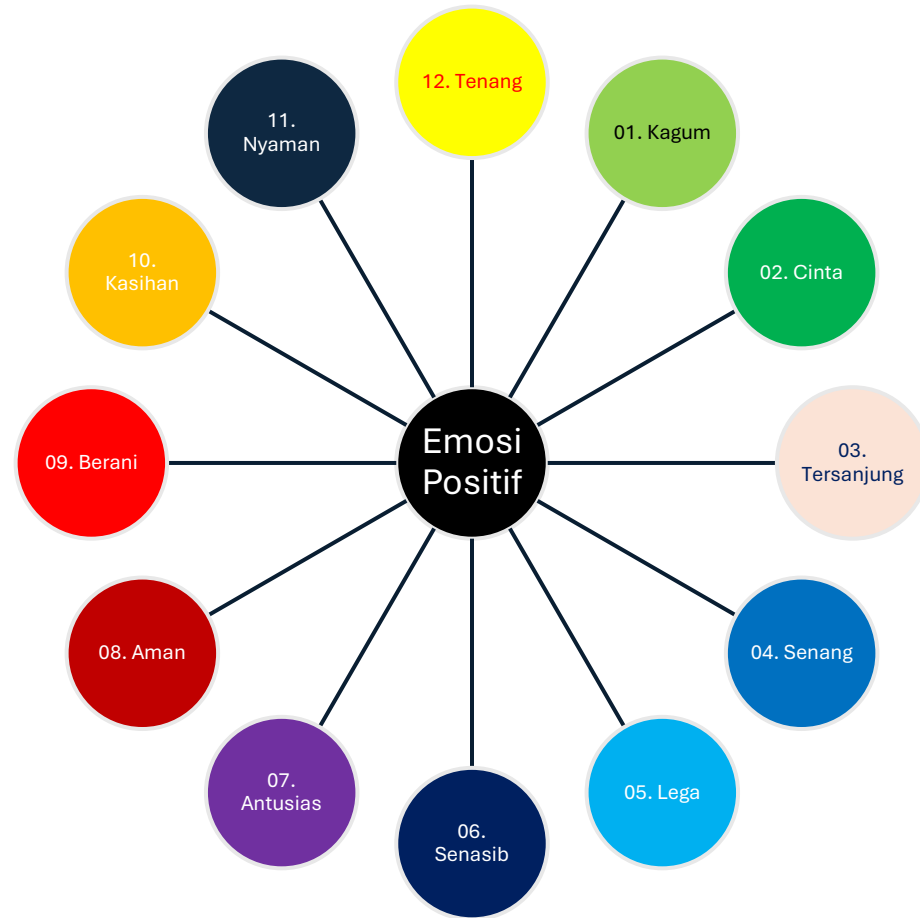 Emosi
Positif
01. Kagum
02. Cinta
03.
Tersanjung
04. Senang
05. Lega
06.
Senasib
07.
Antusias
08. Aman
09. Berani
10.
Kasihan
11.
Nyaman
12. Tenang